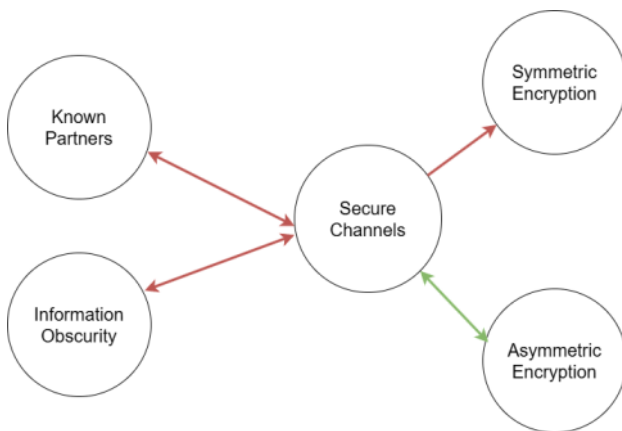 Known
Partners
Information
Obscurity
Secure
Channels
Symmetric
Encryption
Asymmetric
Encryption